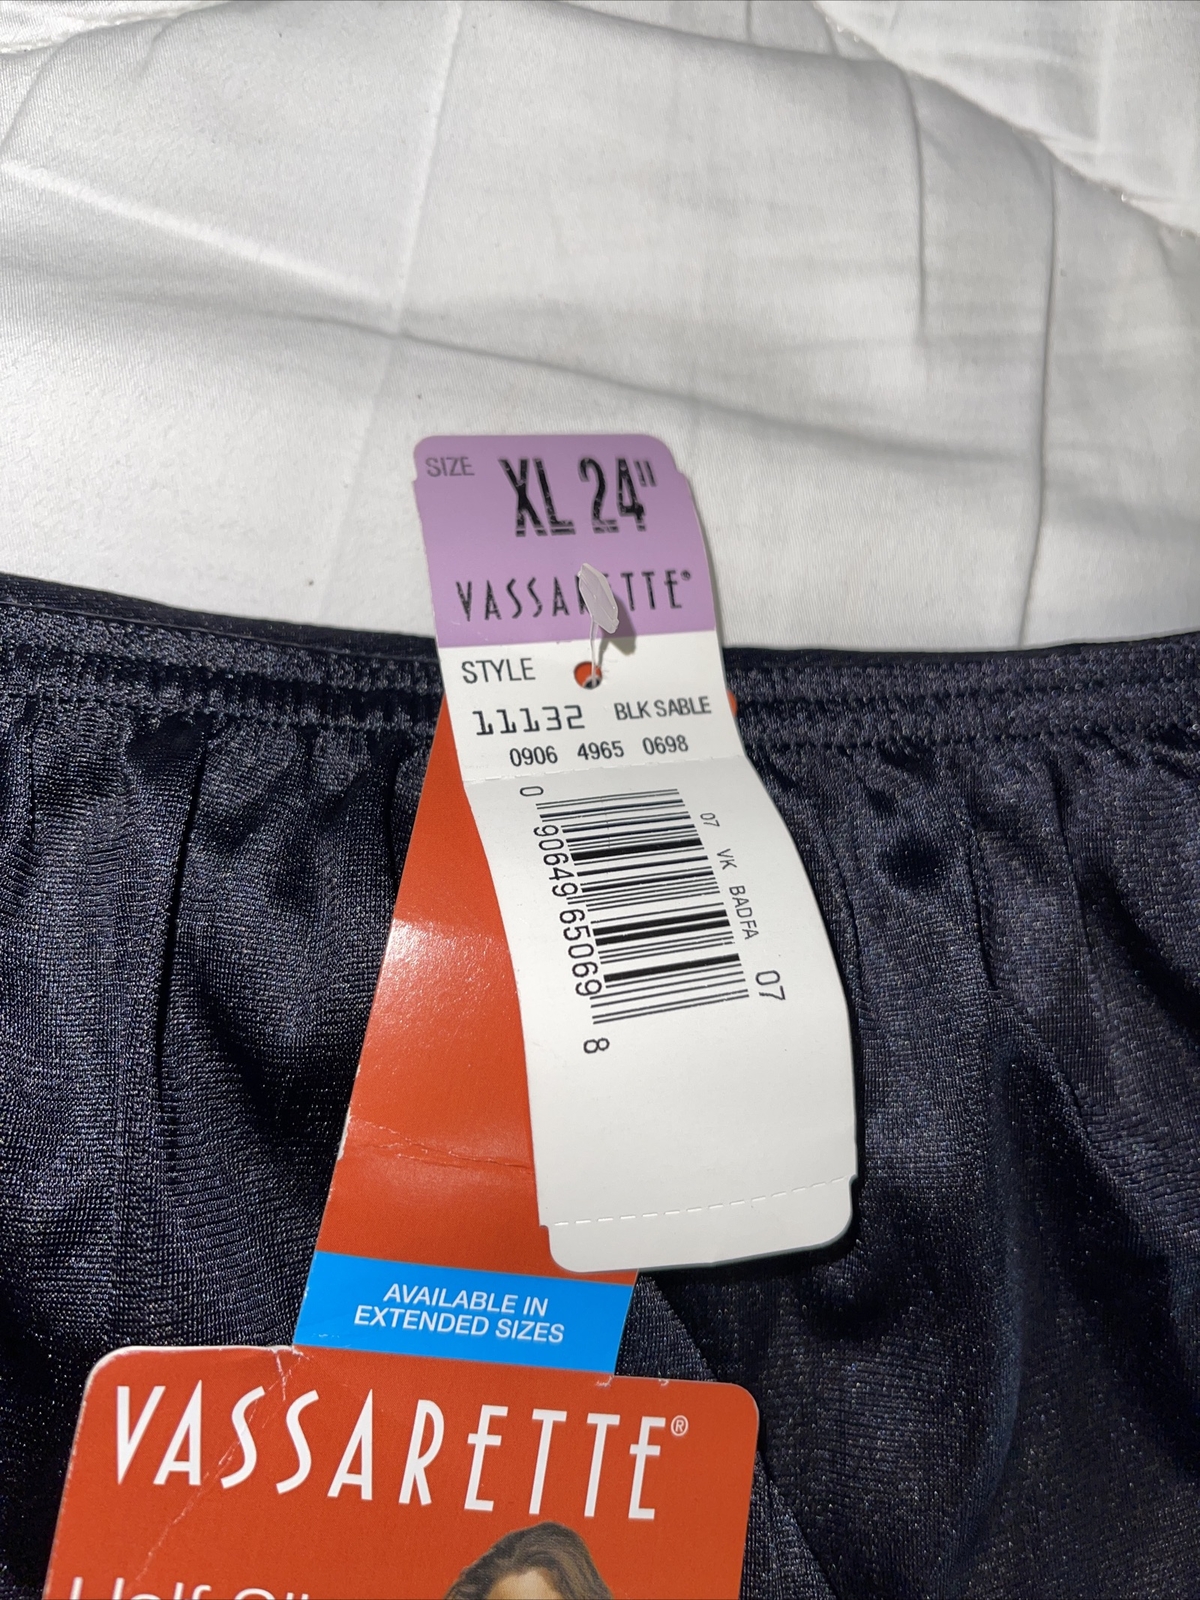 SIZE XL 24"
VASSARETTE®
STYLE
11132 BLK SABLE
0906 4965 0698
0 90649 65069 8
07 VK BADFA
07
AVAILABLE IN
EXTENDED SIZES
VASSARETTE®
Half